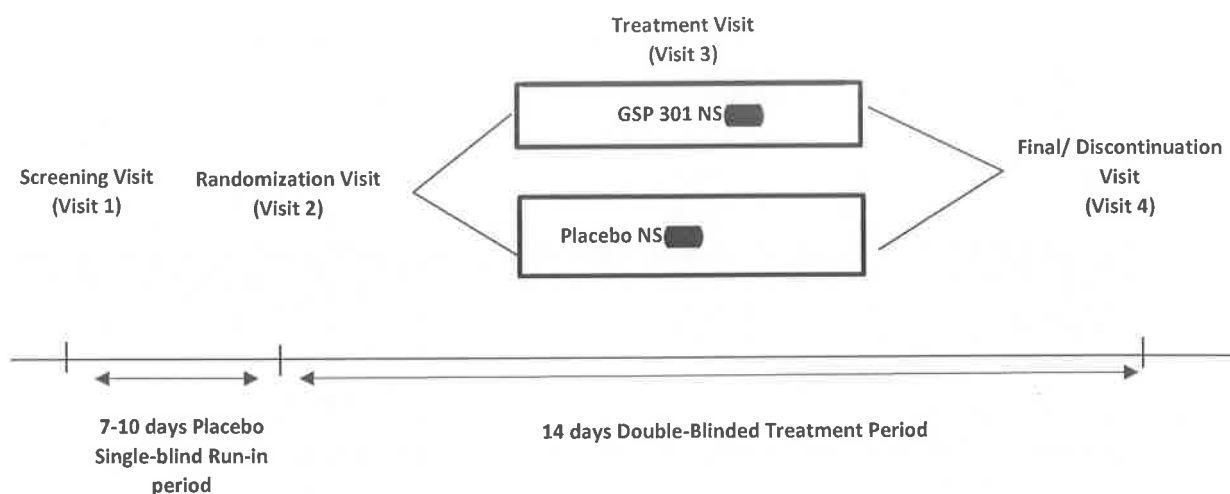 Treatment Visit
(Visit 3)
GSP 301 NS
Screening Visit
(Visit 1)
Randomization Visit
(Visit 2)
Placebo NS
Final/ Discontinuation
Visit
(Visit 4)
7-10 days Placebo
Single-blind Run-in
period
14 days Double-Blinded Treatment Period